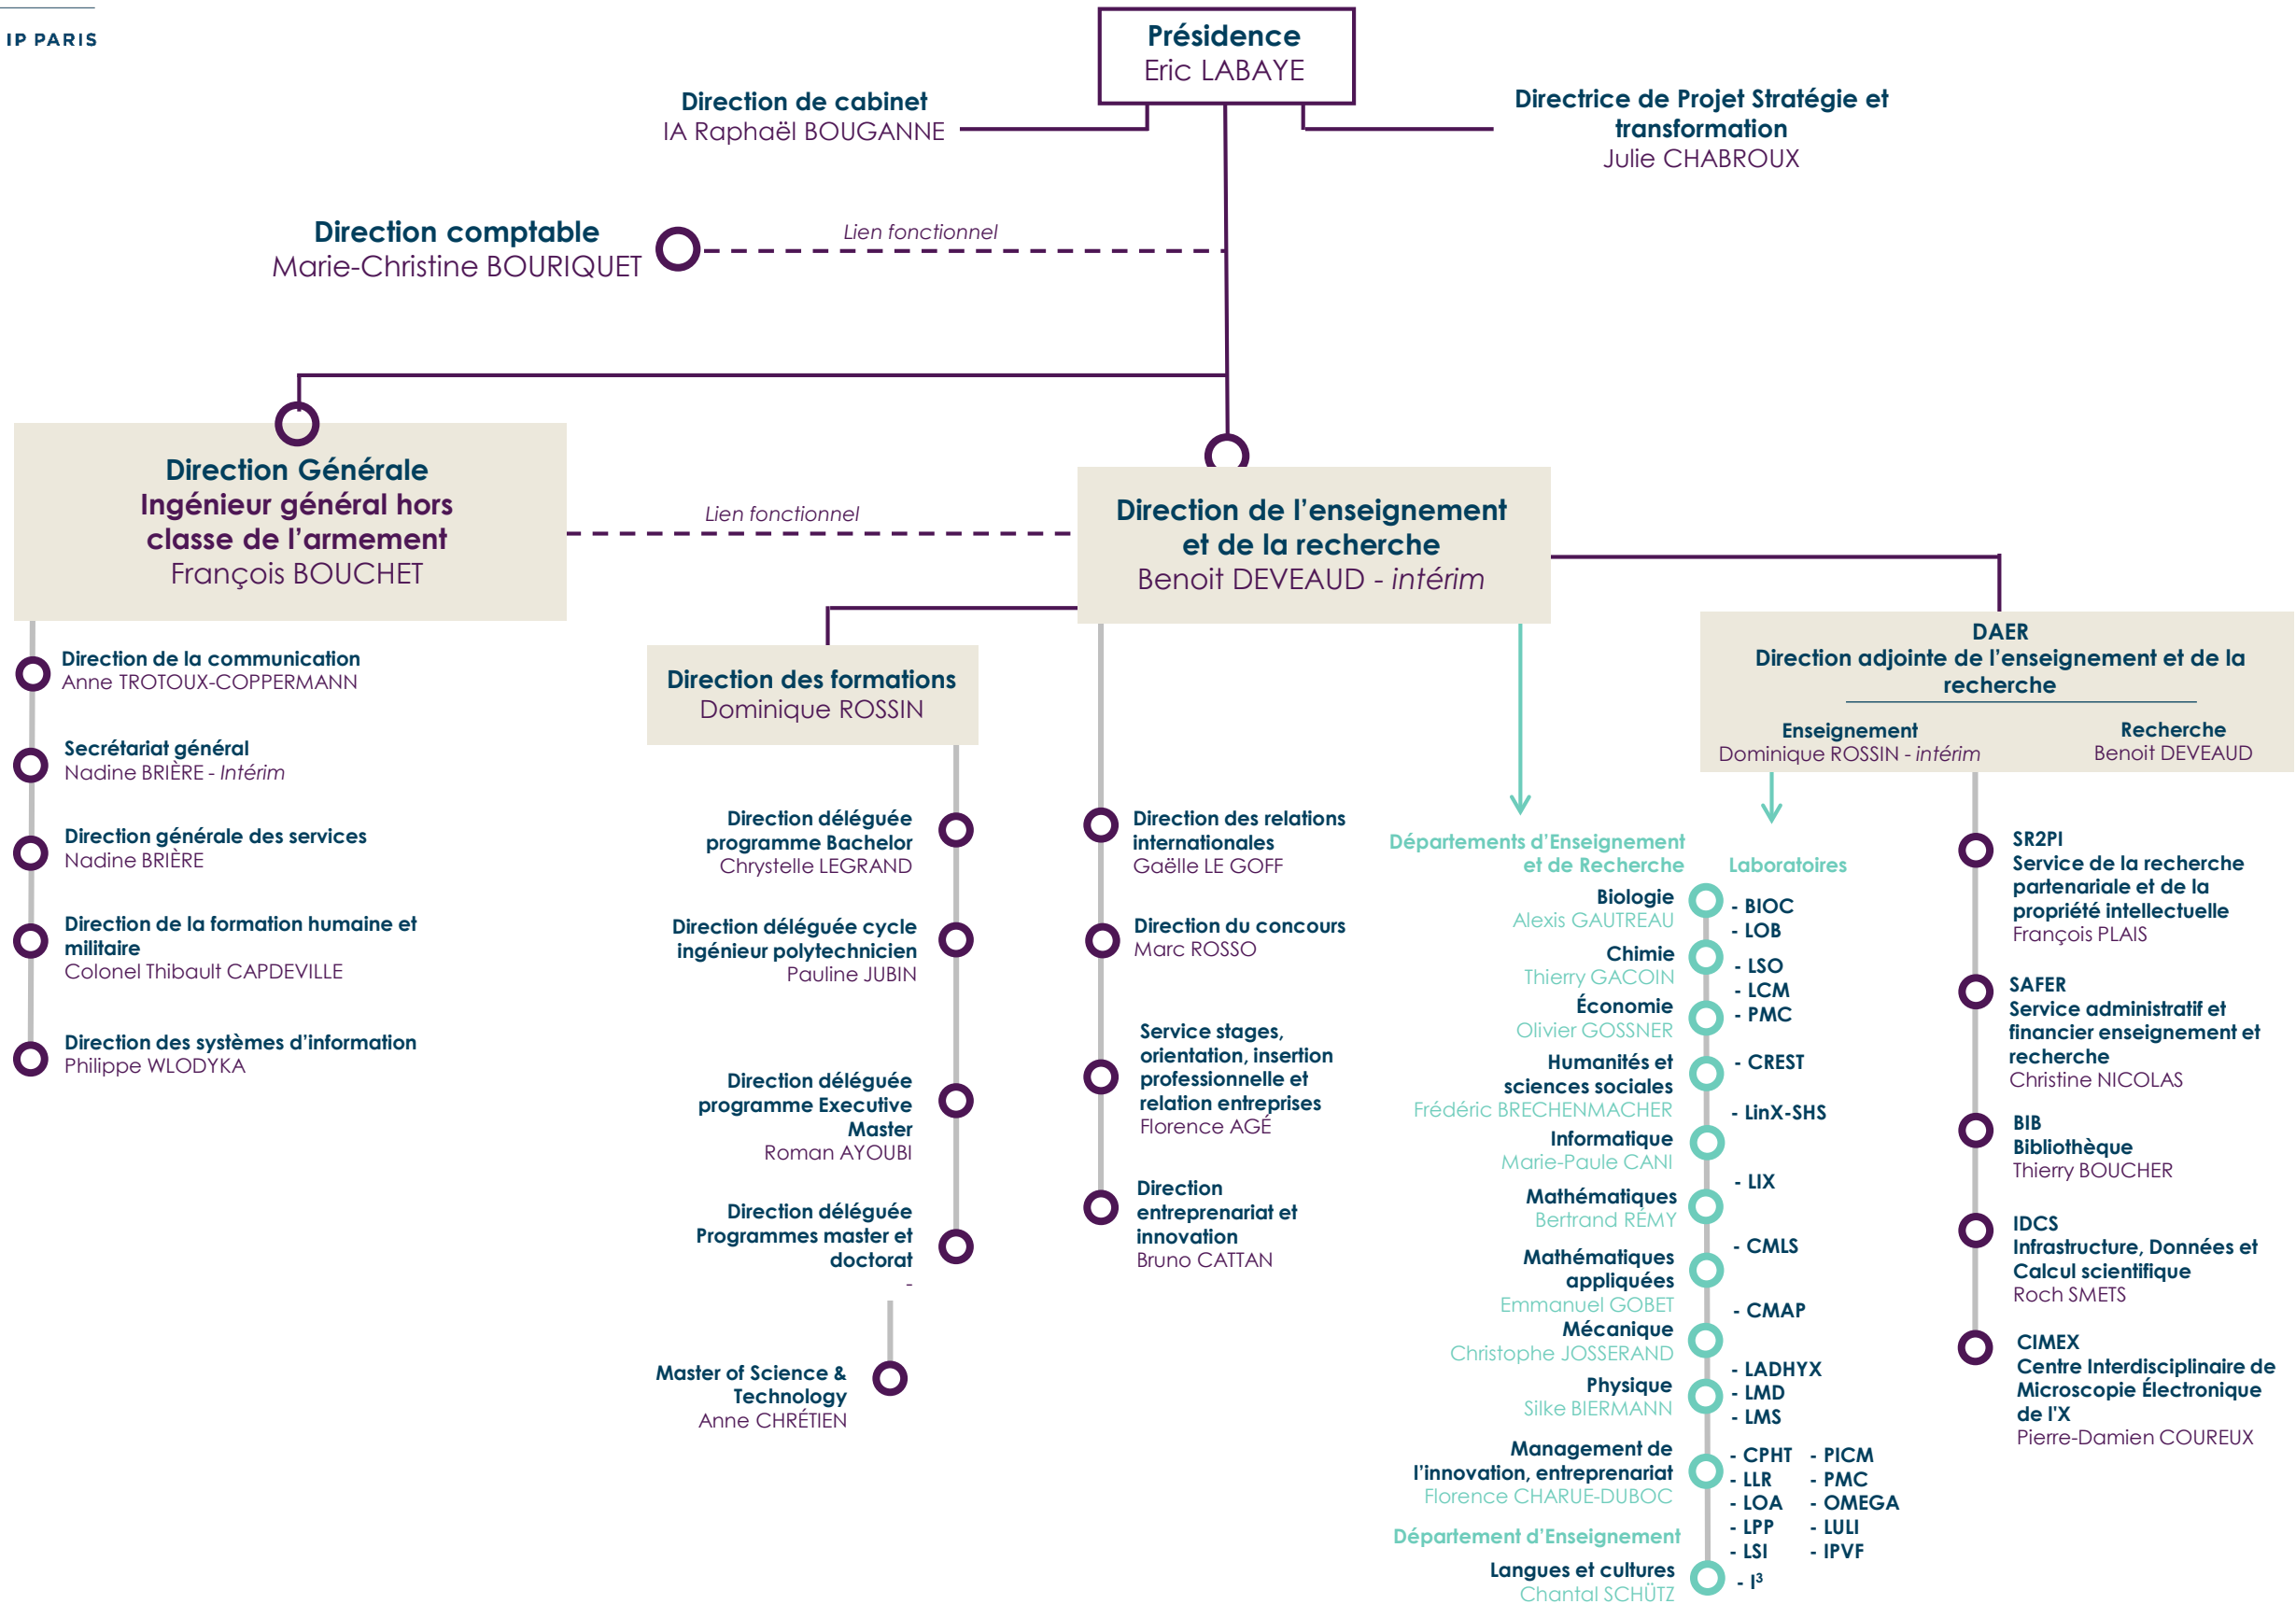 IP PARIS
Présidence
Eric LABAYE
Direction de cabinet
IA Raphaël BOUGANNE
Directrice de Projet Stratégie et
transformation
Julie CHABROUX
Direction comptable
Marie-Christine BOURIQUET
Lien fonctionnel
Direction Générale
Ingénieur général hors
classe de l'armement
François BOUCHET
Lien fonctionnel
Direction de l'enseignement
et de la recherche
Benoit DEVEAUD - intérim
Direction de la communication
Anne TROTOUX-COPPERMANN
Secrétariat général
Nadine BRIÈRE - Intérim
Direction générale des services
Nadine BRIÈRE
Direction de la formation humaine et
militaire
Colonel Thibault CAPDEVILLE
Direction des systèmes d'information
Philippe WLODYKA
Direction des formations
Dominique ROSSIN
Direction déléguée
programme Bachelor
Chrystelle LEGRAND
Direction déléguée cycle
ingénieur polytechnicien
Pauline JUBIN
Direction déléguée
programme Executive
Master
Roman AYOUBI
Direction déléguée
Programmes master et
doctorat
-
Master of Science &
Technology
Anne CHRÉTIEN
Direction des relations
internationales
Gaëlle LE GOFF
Direction du concours
Marc ROSSO
Service stages,
orientation, insertion
professionnelle et
relation entreprises
Florence AGÉ
Direction
entreprenariat et
innovation
Bruno CATTAN
Départements d'Enseignement
et de Recherche
Biologie
Alexis GAUTREAU
Chimie
Thierry GACOIN
Économie
Olivier GOSSNER
Humanités et
sciences sociales
Frédéric BRECHENMACHER
Informatique
Marie-Paule CANI
Mathématiques
Bertrand RÉMY
Mathématiques
appliquées
Emmanuel GOBET
Mécanique
Christophe JOSSERAND
Physique
Silke BIERMANN
Management de
l'innovation, entreprenariat
Florence CHARUE-DUBOC
Département d'Enseignement
Langues et cultures
Chantal SCHÜTZ
Laboratoires
- BIOC
- LOB
- LSO
- LCM
- PMC
- CREST
- LinX-SHS
- LIX
- CMLS
- CMAP
- LADHYX
- LMD
- LMS
- CPHT - PICM
- LLR - PMC
- LOA - OMEGA
- LPP - LULI
- LSI - IPVF
- I³
DAER
Direction adjointe de l'enseignement et de la
recherche
Enseignement
Dominique ROSSIN - intérim
Recherche
Benoit DEVEAUD
SR2PI
Service de la recherche
partenariale et de la
propriété intellectuelle
François PLAIS
SAFER
Service administratif et
financier enseignement et
recherche
Christine NICOLAS
BIB
Bibliothèque
Thierry BOUCHER
IDCS
Infrastructure, Données et
Calcul scientifique
Roch SMETS
CIMEX
Centre Interdisciplinaire de
Microscopie Électronique
de l'X
Pierre-Damien COUREUX